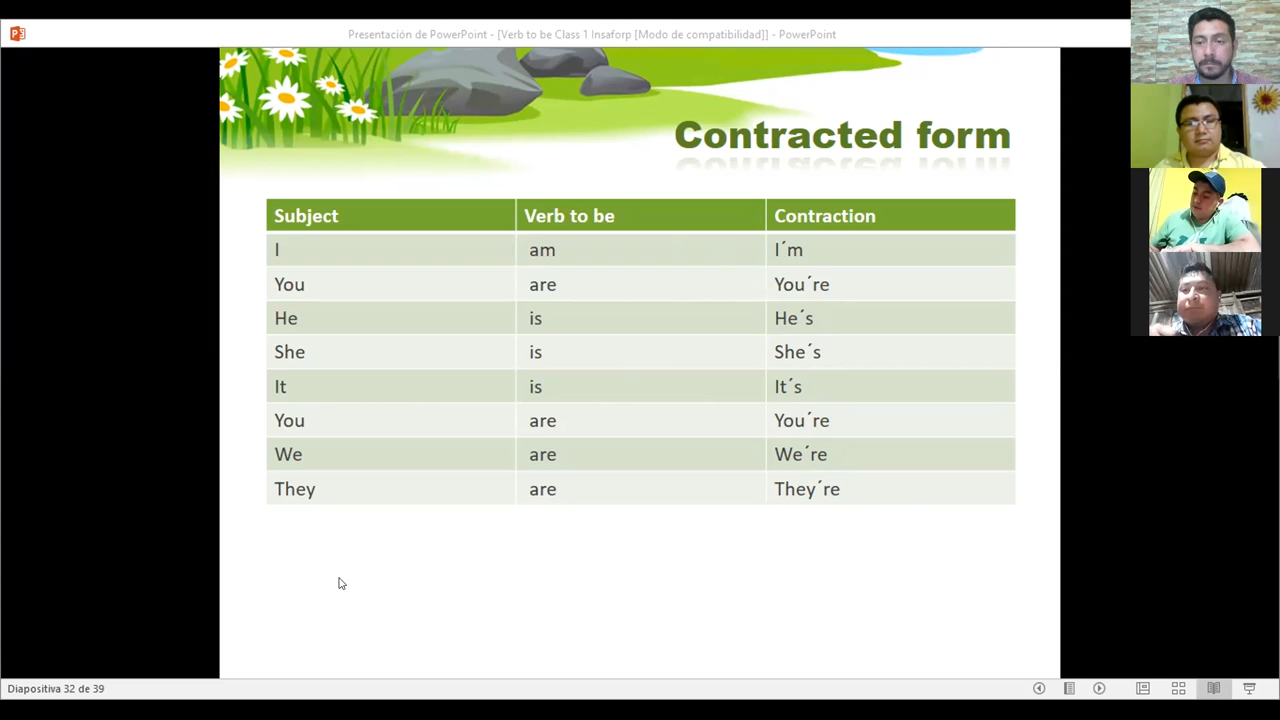 Presentación de PowerPoint - [Verb to be Class 1 Insaforp [Modo de compatibilidad]] - PowerPoint
Contracted form
Subject Verb to be Contraction
I am I´m
You are You´re
He is He´s
She is She´s
It is It´s
You are You´re
We are We´re
They are They´re
Diapositiva 32 de 39